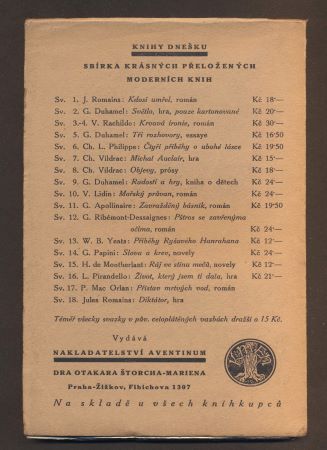 KNIHY DNEŠKU
SBÍRKA KRÁSNÝCH PŘELOŽENÝCH
MODERNÍCH KNIH
Sv. 1. J. Romains: Kdosi umřel, román Kč 18·—
Sv. 2. G. Duhamel: Světlo, hra, pouze kartonované Kč 20·—
Sv. 3.-4. V. Rachilde: Krvavá ironie, román Kč 30·—
Sv. 5. G. Duhamel: Tři rozhovory, essaye Kč 16·50
Sv. 6. Ch. L. Philippe: Čtyři příběhy o ubohé lásce Kč 19·50
Sv. 7. Ch. Vildrac: Michal Auclair, hra Kč 15·—
Sv. 8. Ch. Vildrac: Objevy, prósy Kč 18·—
Sv. 9. G. Duhamel: Radosti a hry, kniha o dětech Kč 24·—
Sv. 10. V. Lidin: Mořský průvan, román Kč 24·—
Sv. 11. G. Apollinaire: Zavražděný básník, román Kč 19·50
Sv. 12. G. Ribémont-Dessaignes: Pštros se zavřenýma
očima, román Kč 24·—
Sv. 13. W. B. Yeats: Příběhy Ryšavého Hanrahana Kč 12·—
Sv. 14. G. Papini: Slova a krev, novely Kč 24·—
Sv. 15. H. de Montherlant: Ráj ve stínu mečů, novely Kč 12·—
Sv. 16. L. Pirandello: Život, který jsem ti dala, hra Kč 21·—
Sv. 17. P. Mac Orlan: Přístav mrtvých vod, román
Sv. 18. Jules Romains: Diktátor, hra
Téměř všecky svazky v pův. celoplátěných vazbách dražší o 15 Kč.
Vydává
NAKLADATELSTVÍ AVENTINUM
DRA OTAKARA ŠTORCHA-MARIENA
Praha-Žižkov, Fibichova 1307
Na skladě u všech knihkupců